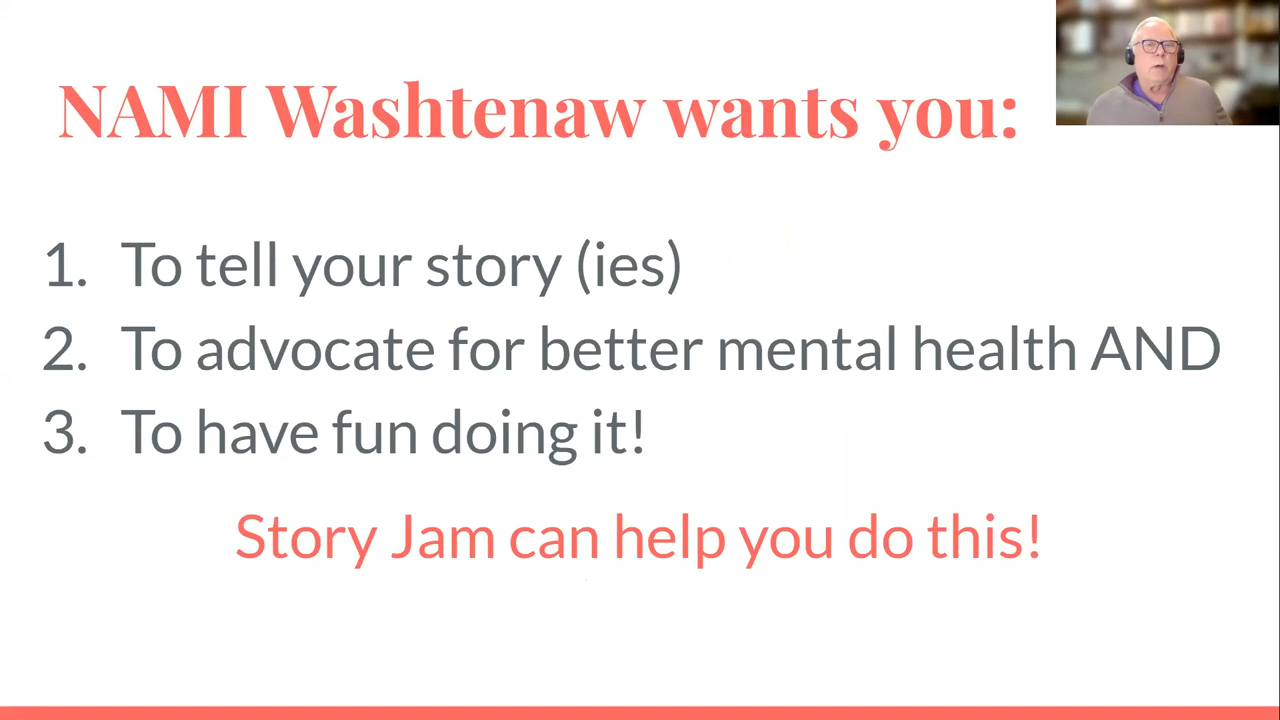 NAMI Washtenaw wants you:
1. To tell your story (ies)
2. To advocate for better mental health AND
3. To have fun doing it!
Story Jam can help you do this!